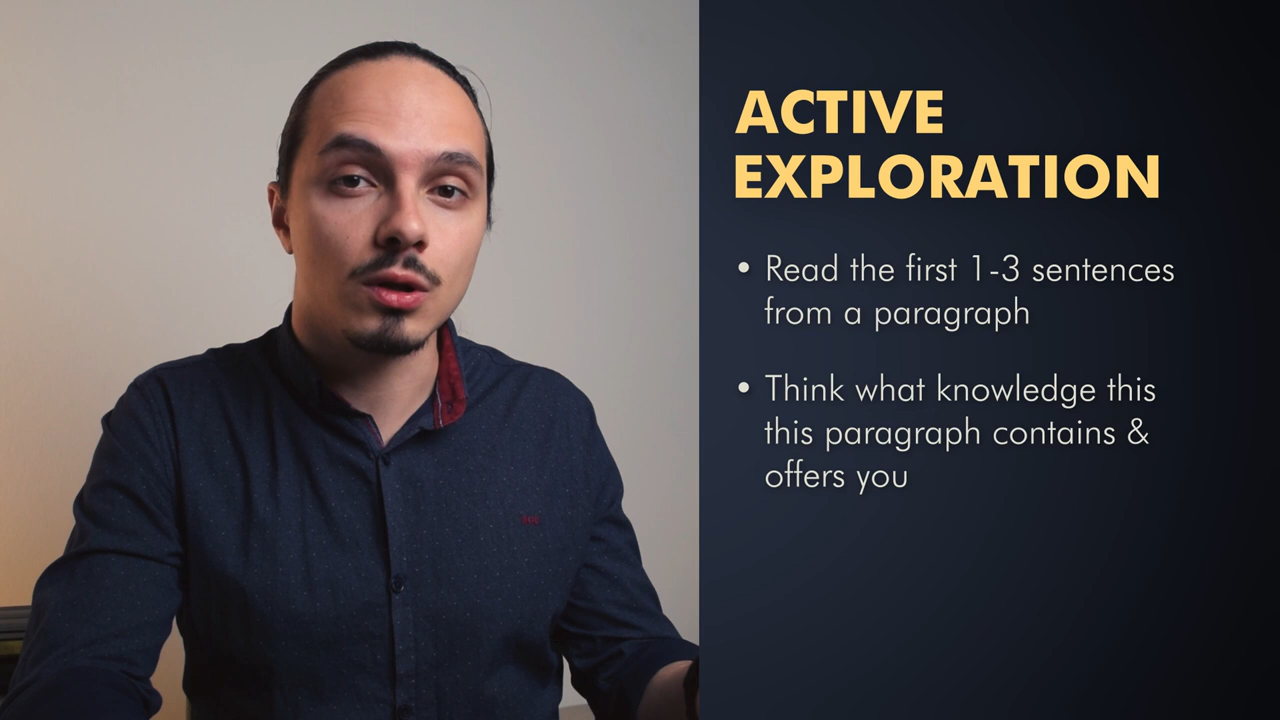 ACTIVE
EXPLORATION
• Read the first 1-3 sentences
from a paragraph
• Think what knowledge this
this paragraph contains &
offers you